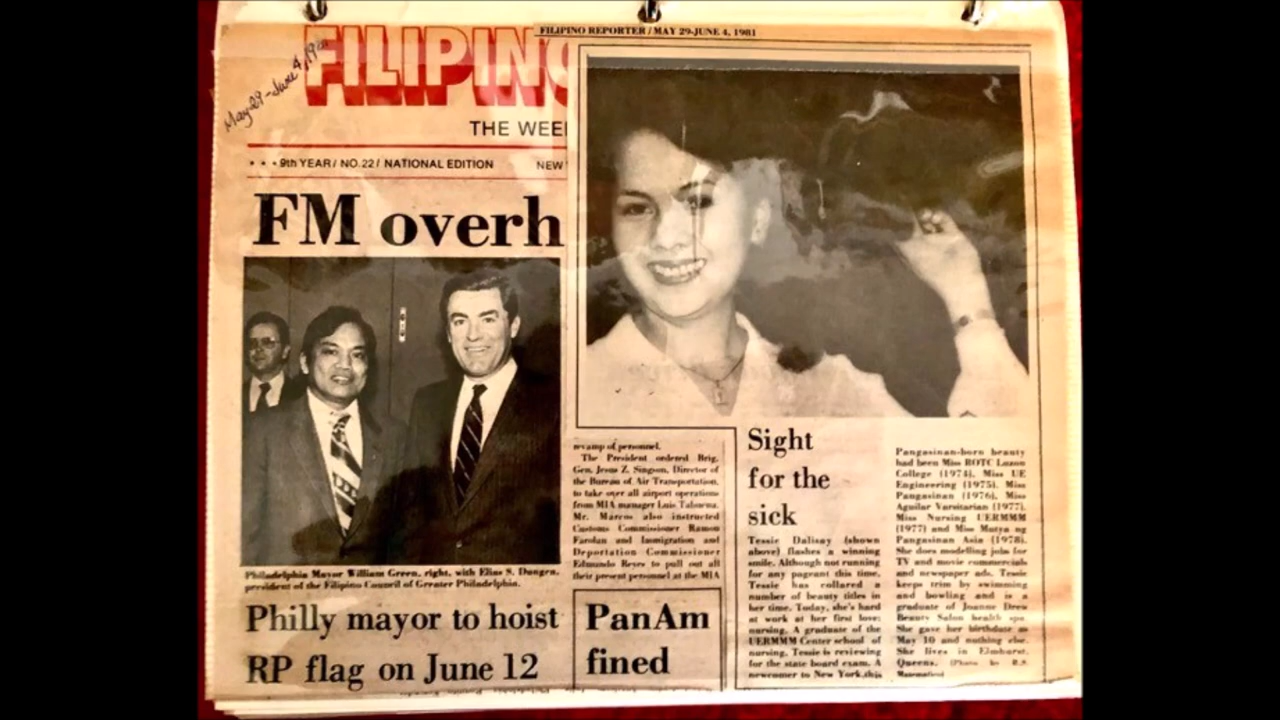 May 29 - June 4, 19
FILIPINO
THE WEE
• • • 9th YEAR / NO. 22 / NATIONAL EDITION NEW
FM overh
Philadelphia Mayor William Green, right, with Elias S. Dungca,
president of the Filipino Council of Greater Philadelphia.
Philly mayor to hoist
RP flag on June 12
FILIPINO REPORTER / MAY 29-JUNE 4, 1981
revamp of personnel.
The President ordered Brig.
Gen. Jesus Z. Singson, Director of
the Bureau of Air Transportation,
to take over all airport operations
from MIA manager Luis Tabuena.
Mr. Marcos also instructed
Customs Commissioner Ramon
Farolan and Immigration and
Deportation Commissioner
Edmundo Reyes to pull out all
their present personnel at the MIA
PanAm
fined
Sight
for the
sick
Tessie Dalisay (shown
above) flashes a winning
smile. Although not running
for any pageant this time,
Tessie has collared a
number of beauty titles in
her time. Today, she's hard
at work at her first love:
nursing. A graduate of the
UERMMM Center school of
nursing, Tessie is reviewing
for the state board exam. A
newcomer to New York, this
Pangasinan-born beauty
had been Miss ROTC Luzon
College (1974), Miss UE
Engineering (1975), Miss
Pangasinan (1976), Miss
Aguilar Varsitarian (1977),
Miss Nursing UERMMM
(1977) and Miss Mutya ng
Pangasinan Asia (1978).
She does modelling jobs for
TV and movie commercials
and newspaper ads. Tessie
keeps trim by swimming
and bowling and is a
graduate of Joanne Drew
Beauty Salon health spa.
She gave her birthdate as
May 10 and nothing else.
She lives in Elmhurst,
Queens. (Photo by R.S.